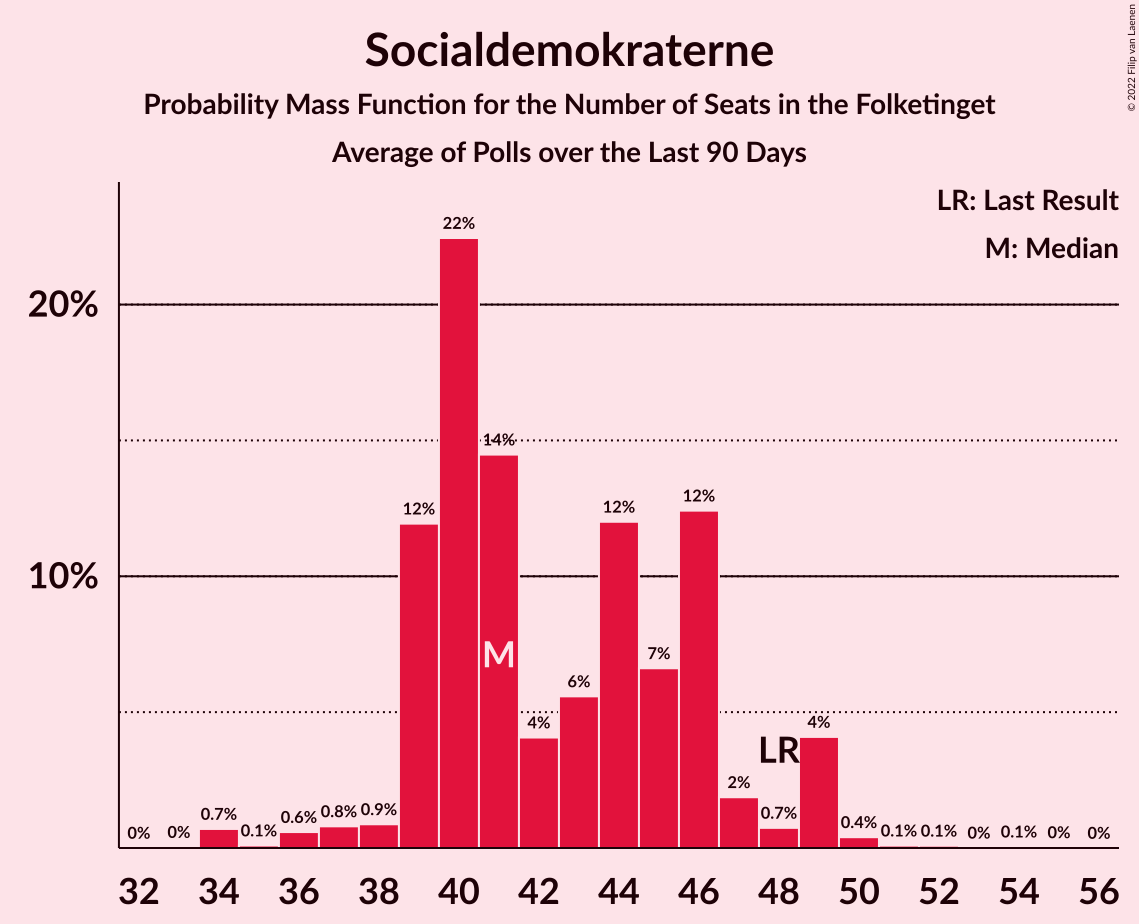 Socialdemokraterne
Probability Mass Function for the Number of Seats in the Folketinget
Average of Polls over the Last 90 Days
© 2022 Filip van Laenen
LR: Last Result
M: Median
20%
10%
0% 0% 0.7% 0.1% 0.6% 0.8% 0.9% 12% 22% 14% 4% 6% 12% 7% 12% 2% 0.7% 4% 0.4% 0.1% 0.1% 0% 0.1% 0% 0%
M
LR
32 34 36 38 40 42 44 46 48 50 52 54 56